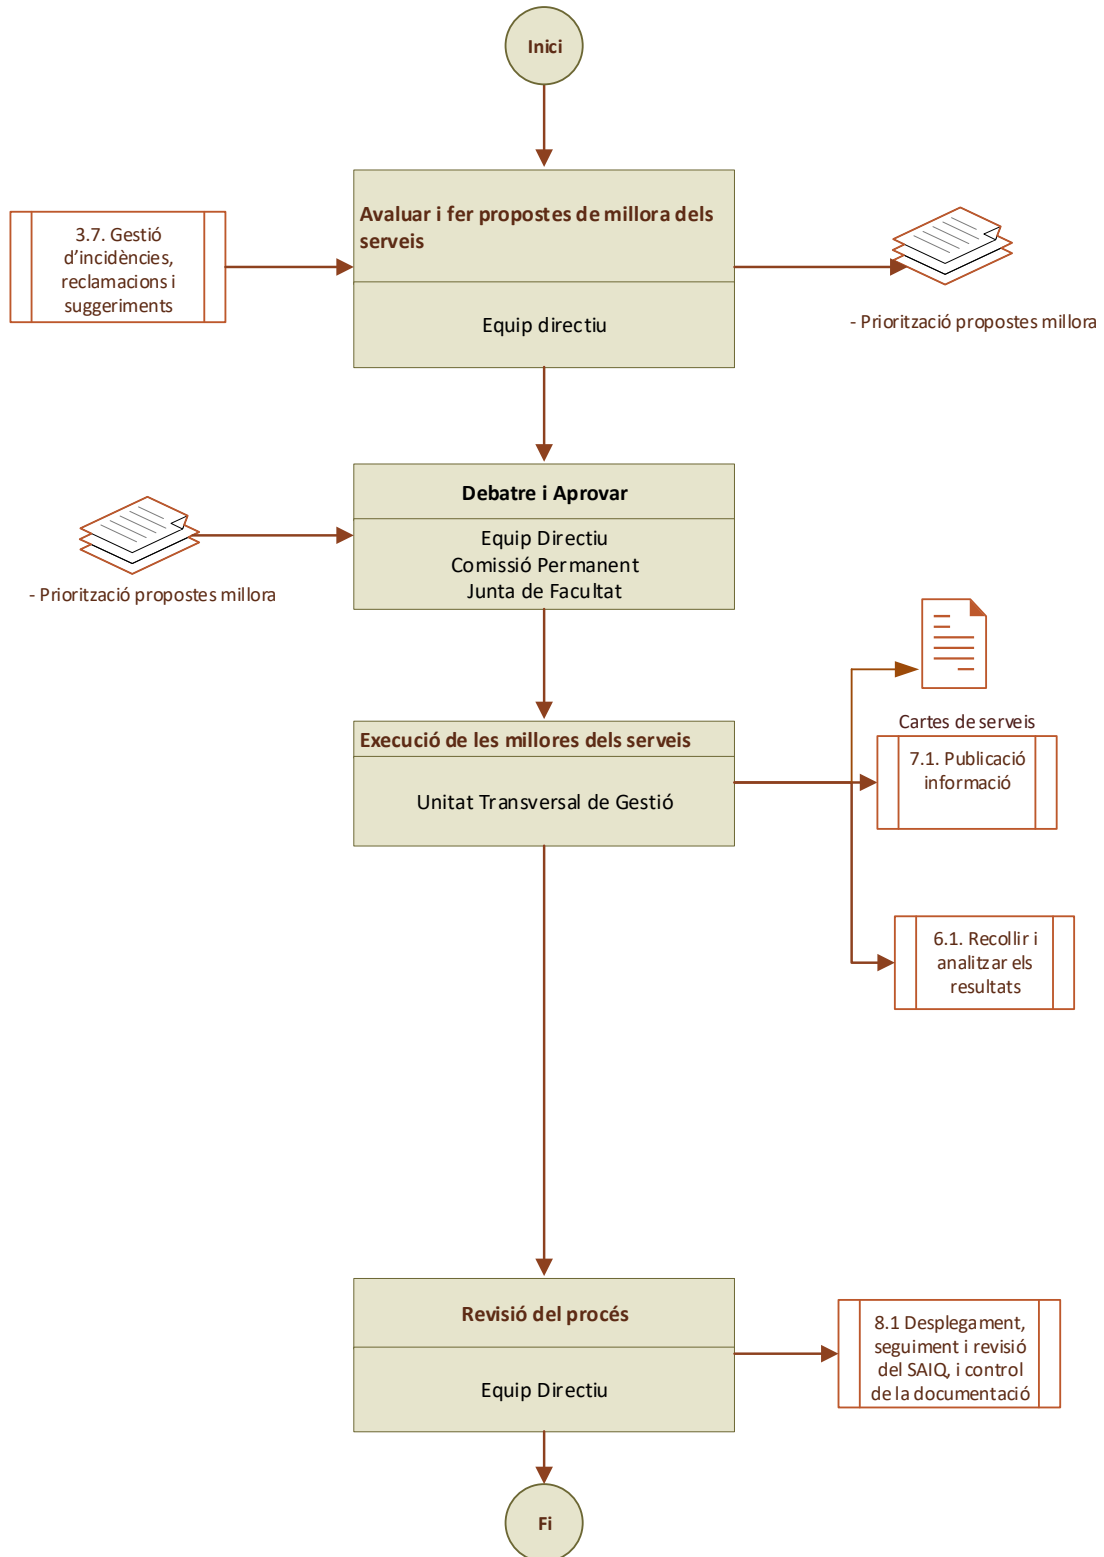 Inici
Avaluar i fer propostes de millora dels
serveis
Equip directiu
3.7. Gestió
d’incidències,
reclamacions i
suggeriments
- Priorització propostes millora
Debatre i Aprovar
Equip Directiu
Comissió Permanent
Junta de Facultat
- Priorització propostes millora
Execució de les millores dels serveis
Unitat Transversal de Gestió
Cartes de serveis
7.1. Publicació
informació
6.1. Recollir i
analitzar els
resultats
Revisió del procés
Equip Directiu
8.1 Desplegament,
seguiment i revisió
del SAIQ, i control
de la documentació
Fi